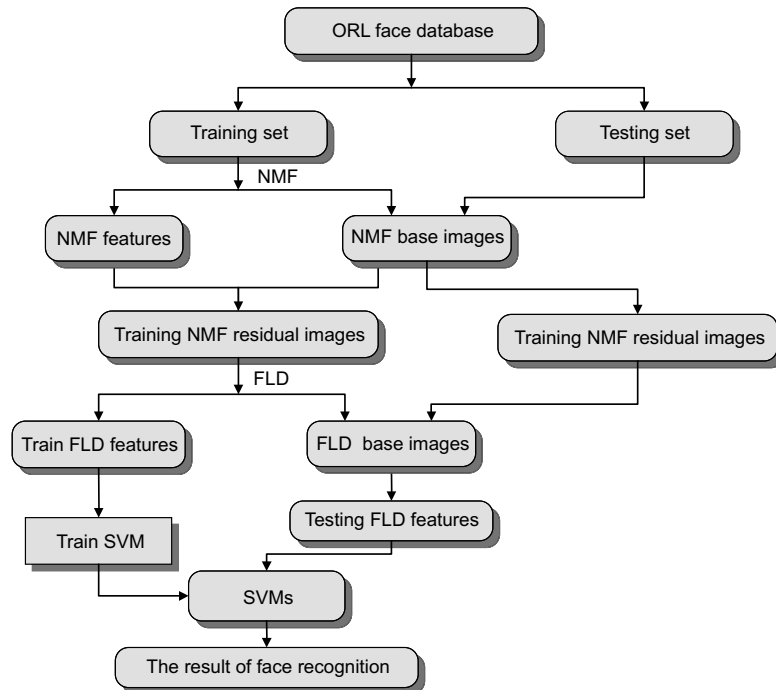 ORL face database
Training set
Testing set
NMF
NMF features
NMF base images
Training NMF residual images
Training NMF residual images
FLD
Train FLD features
FLD base images
Train SVM
Testing FLD features
SVMs
The result of face recognition